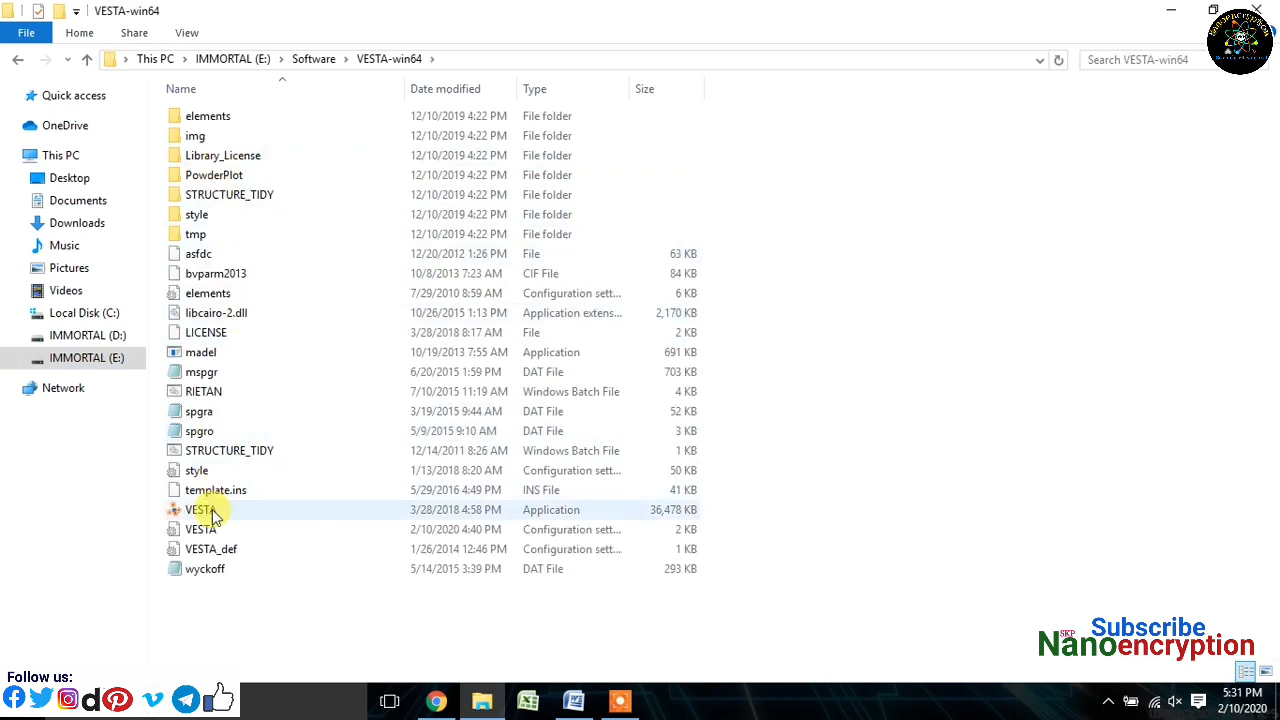 VESTA-win64
File Home Share View
This PC IMMORTAL (E:) Software VESTA-win64 Search VESTA-win64
Name Date modified Type Size
Quick access
OneDrive
This PC
Desktop
Documents
Downloads
Music
Pictures
Videos
Local Disk (C:)
IMMORTAL (D:)
IMMORTAL (E:)
Network
elements 12/10/2019 4:22 PM File folder
img 12/10/2019 4:22 PM File folder
Library_License 12/10/2019 4:22 PM File folder
PowderPlot 12/10/2019 4:22 PM File folder
STRUCTURE_TIDY 12/10/2019 4:22 PM File folder
style 12/10/2019 4:22 PM File folder
tmp 12/10/2019 4:22 PM File folder
asfdc 12/20/2012 1:26 PM File 63 KB
bvparm2013 10/8/2013 7:23 AM CIF File 84 KB
elements 7/29/2010 8:59 AM Configuration sett... 6 KB
libcairo-2.dll 10/26/2015 1:13 PM Application extens... 2,170 KB
LICENSE 3/28/2018 8:17 AM File 2 KB
madel 10/19/2013 7:55 AM Application 691 KB
mspgr 6/20/2015 1:59 PM DAT File 703 KB
RIETAN 7/10/2015 11:19 AM Windows Batch File 4 KB
spgra 3/19/2015 9:44 AM DAT File 52 KB
spgro 5/9/2015 9:10 AM DAT File 3 KB
STRUCTURE_TIDY 12/14/2011 8:26 AM Windows Batch File 1 KB
style 1/13/2018 8:20 AM Configuration sett... 50 KB
template.ins 5/29/2016 4:49 PM INS File 41 KB
VESTA 3/28/2018 4:58 PM Application 36,478 KB
VESTA 2/10/2020 4:40 PM Configuration sett... 2 KB
VESTA_def 1/26/2014 12:46 PM Configuration sett... 1 KB
wyckoff 5/14/2015 3:39 PM DAT File 293 KB
Subscribe
SKP
Nanoencryption
Follow us:
5:31 PM
2/10/2020